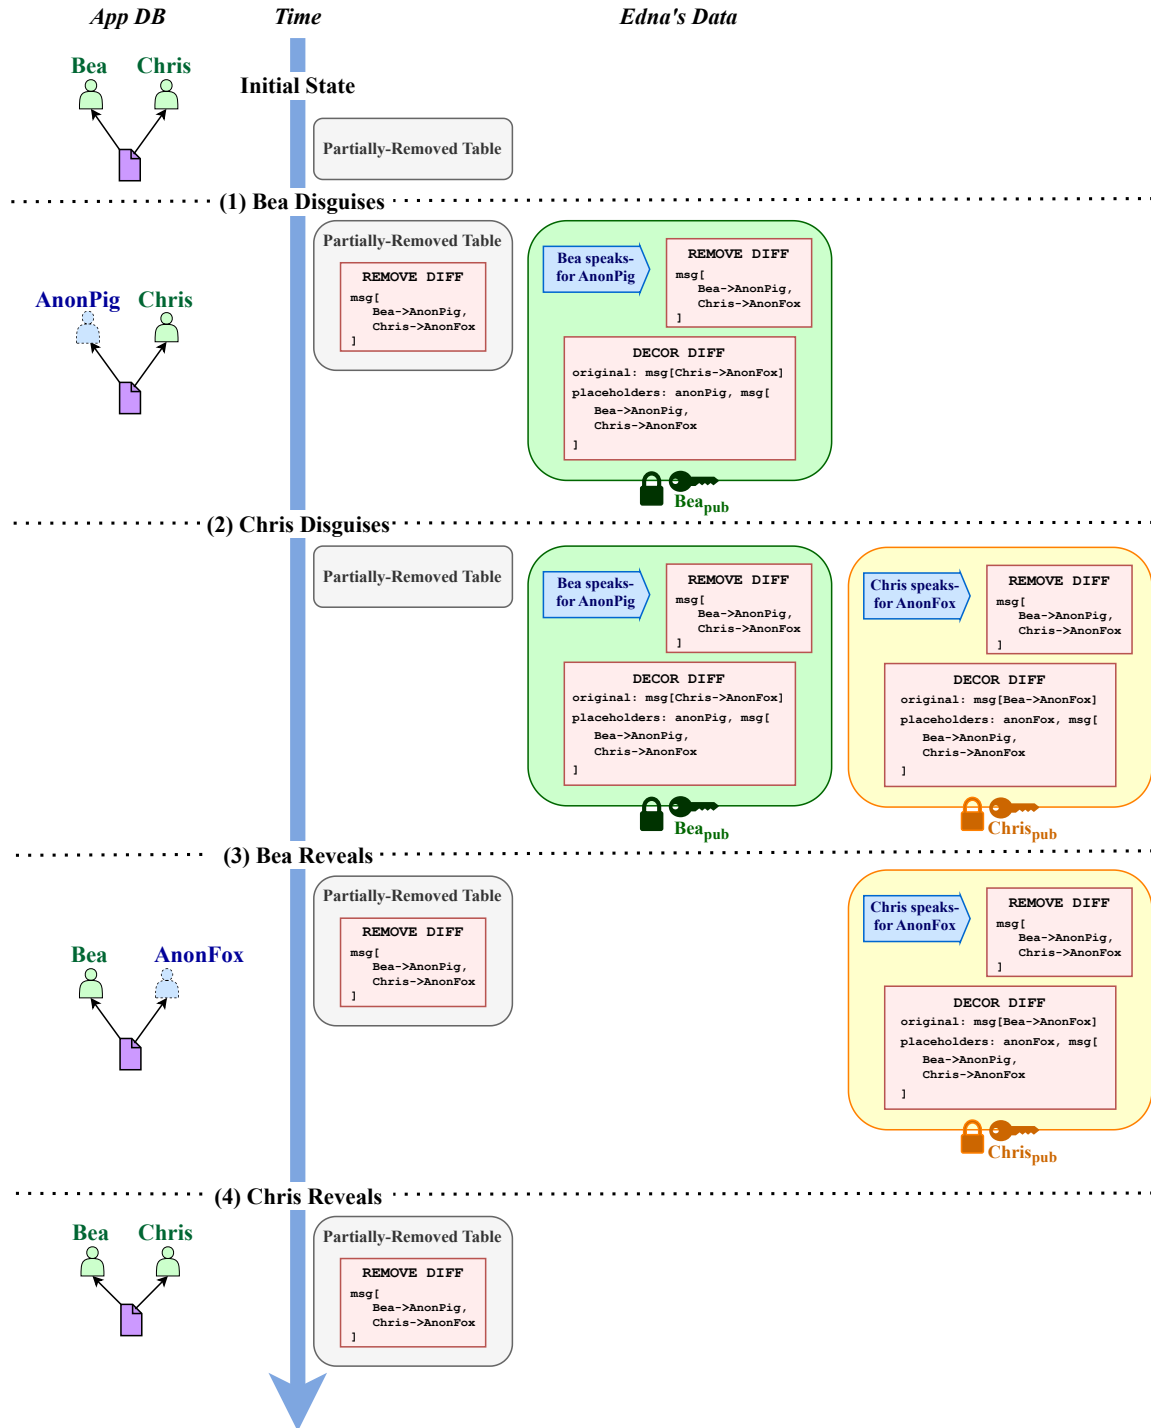 App DB
Time
Edna's Data
Bea
Chris
Initial State
Partially-Removed Table
(1) Bea Disguises
AnonPig
Chris
Partially-Removed Table
REMOVE DIFF
msg[
Bea->AnonPig,
Chris->AnonFox
]
Bea speaks-
for AnonPig
REMOVE DIFF
msg[
Bea->AnonPig,
Chris->AnonFox
]
DECOR DIFF
original: msg[Chris->AnonFox]
placeholders: anonPig, msg[
Bea->AnonPig,
Chris->AnonFox
]
Beapub
(2) Chris Disguises
Partially-Removed Table
Bea speaks-
for AnonPig
REMOVE DIFF
msg[
Bea->AnonPig,
Chris->AnonFox
]
DECOR DIFF
original: msg[Chris->AnonFox]
placeholders: anonPig, msg[
Bea->AnonPig,
Chris->AnonFox
]
Beapub
Chris speaks-
for AnonFox
REMOVE DIFF
msg[
Bea->AnonPig,
Chris->AnonFox
]
DECOR DIFF
original: msg[Bea->AnonFox]
placeholders: anonFox, msg[
Bea->AnonPig,
Chris->AnonFox
]
Chrispub
(3) Bea Reveals
Bea
AnonFox
Partially-Removed Table
REMOVE DIFF
msg[
Bea->AnonPig,
Chris->AnonFox
]
Chris speaks-
for AnonFox
REMOVE DIFF
msg[
Bea->AnonPig,
Chris->AnonFox
]
DECOR DIFF
original: msg[Bea->AnonFox]
placeholders: anonFox, msg[
Bea->AnonPig,
Chris->AnonFox
]
Chrispub
(4) Chris Reveals
Bea
Chris
Partially-Removed Table
REMOVE DIFF
msg[
Bea->AnonPig,
Chris->AnonFox
]